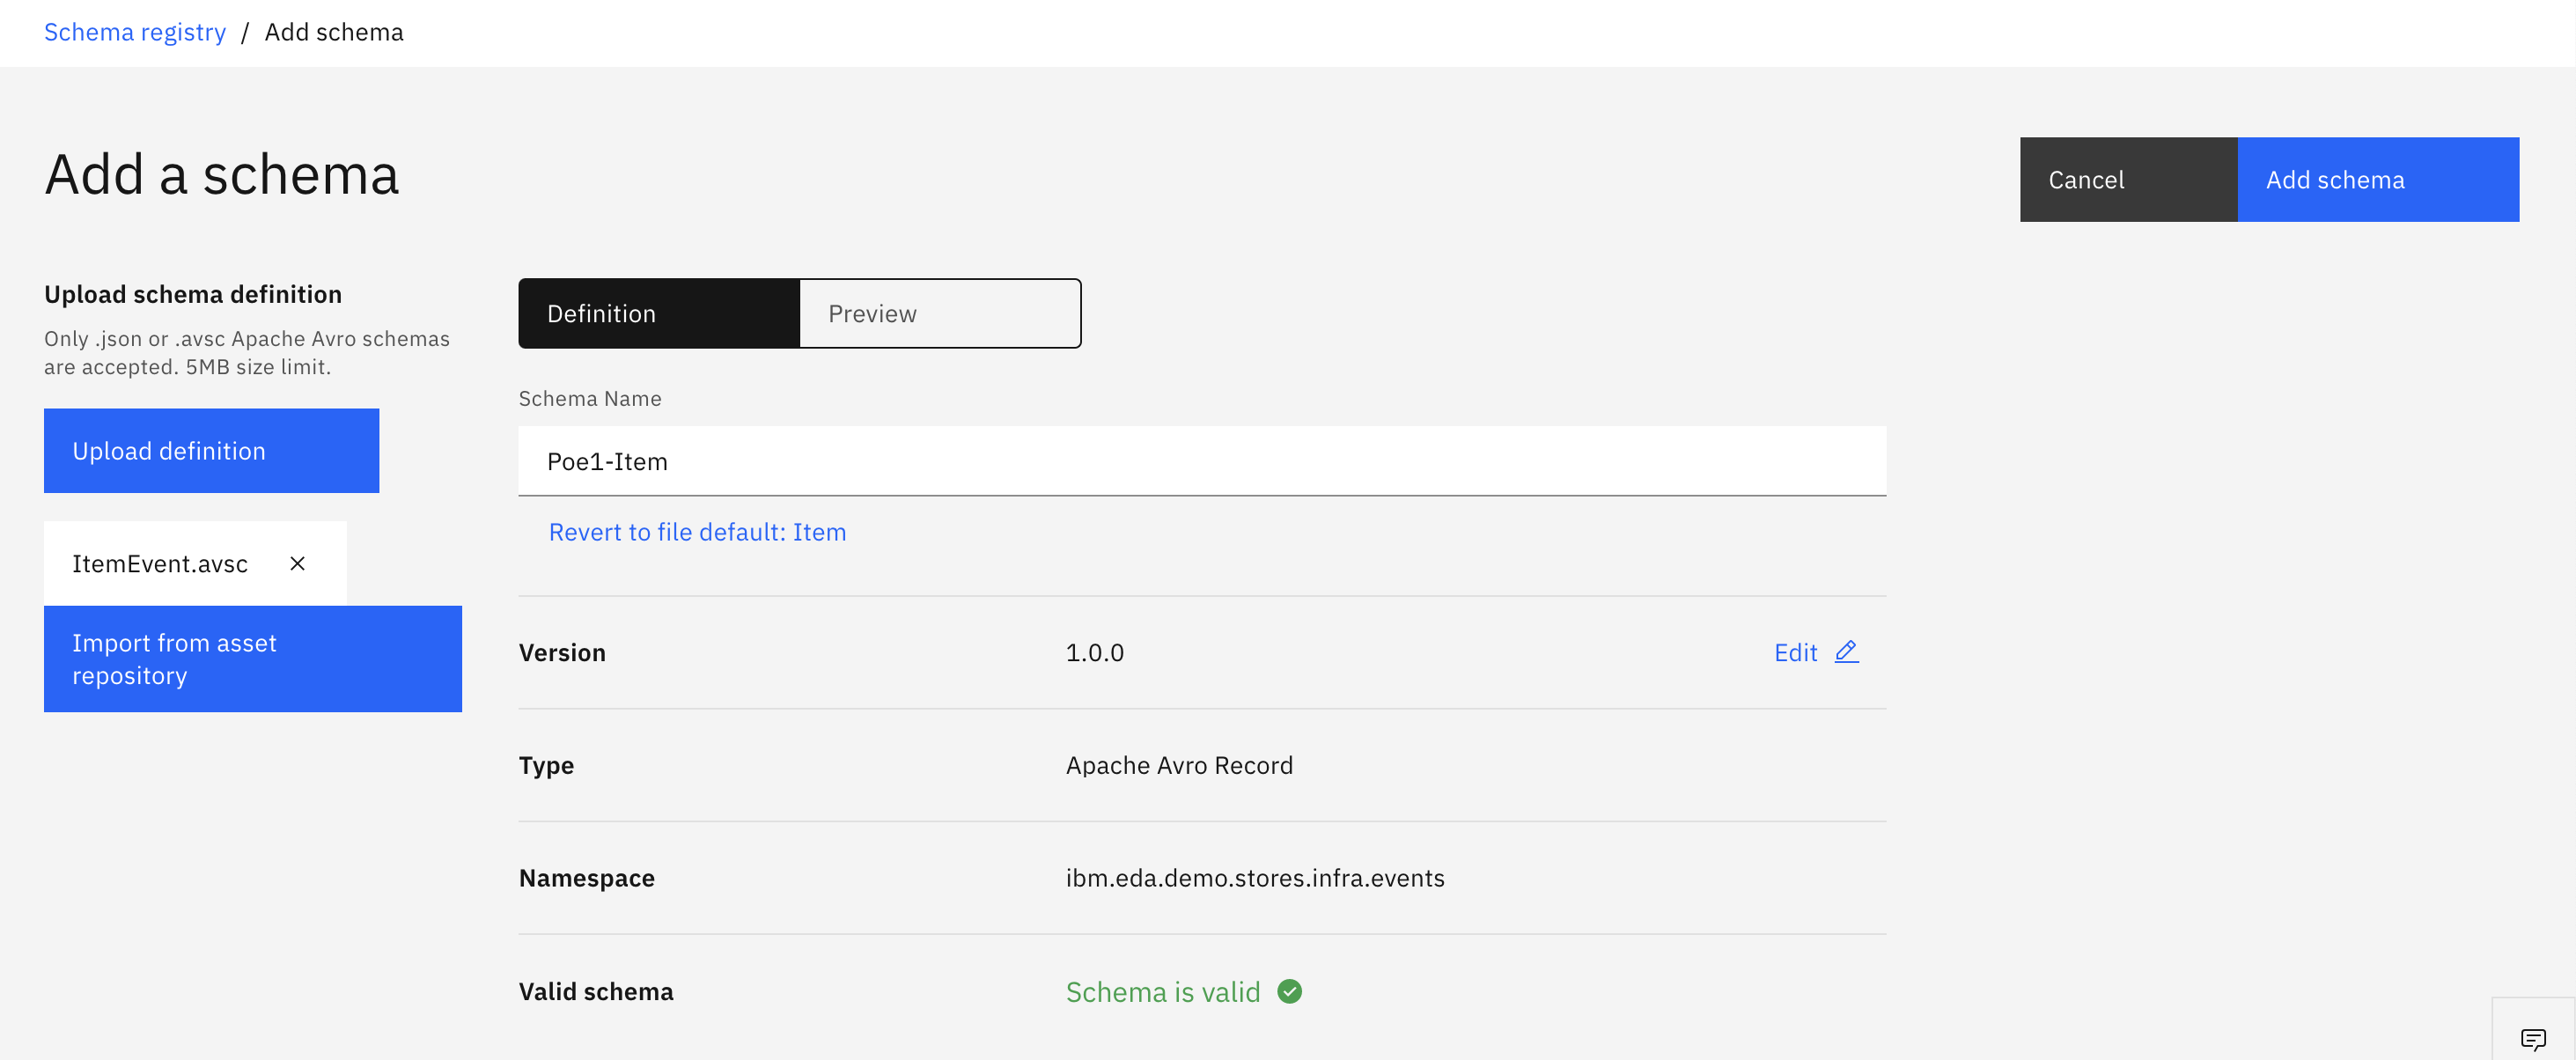 Schema registry / Add schema
Add a schema
Cancel
Add schema
Upload schema definition
Only .json or .avsc Apache Avro schemas
are accepted. 5MB size limit.
Upload definition
ItemEvent.avsc
Import from asset
repository
Definition
Preview
Schema Name
Poe1-Item
Revert to file default: Item
Version
1.0.0
Edit
Type
Apache Avro Record
Namespace
ibm.eda.demo.stores.infra.events
Valid schema
Schema is valid